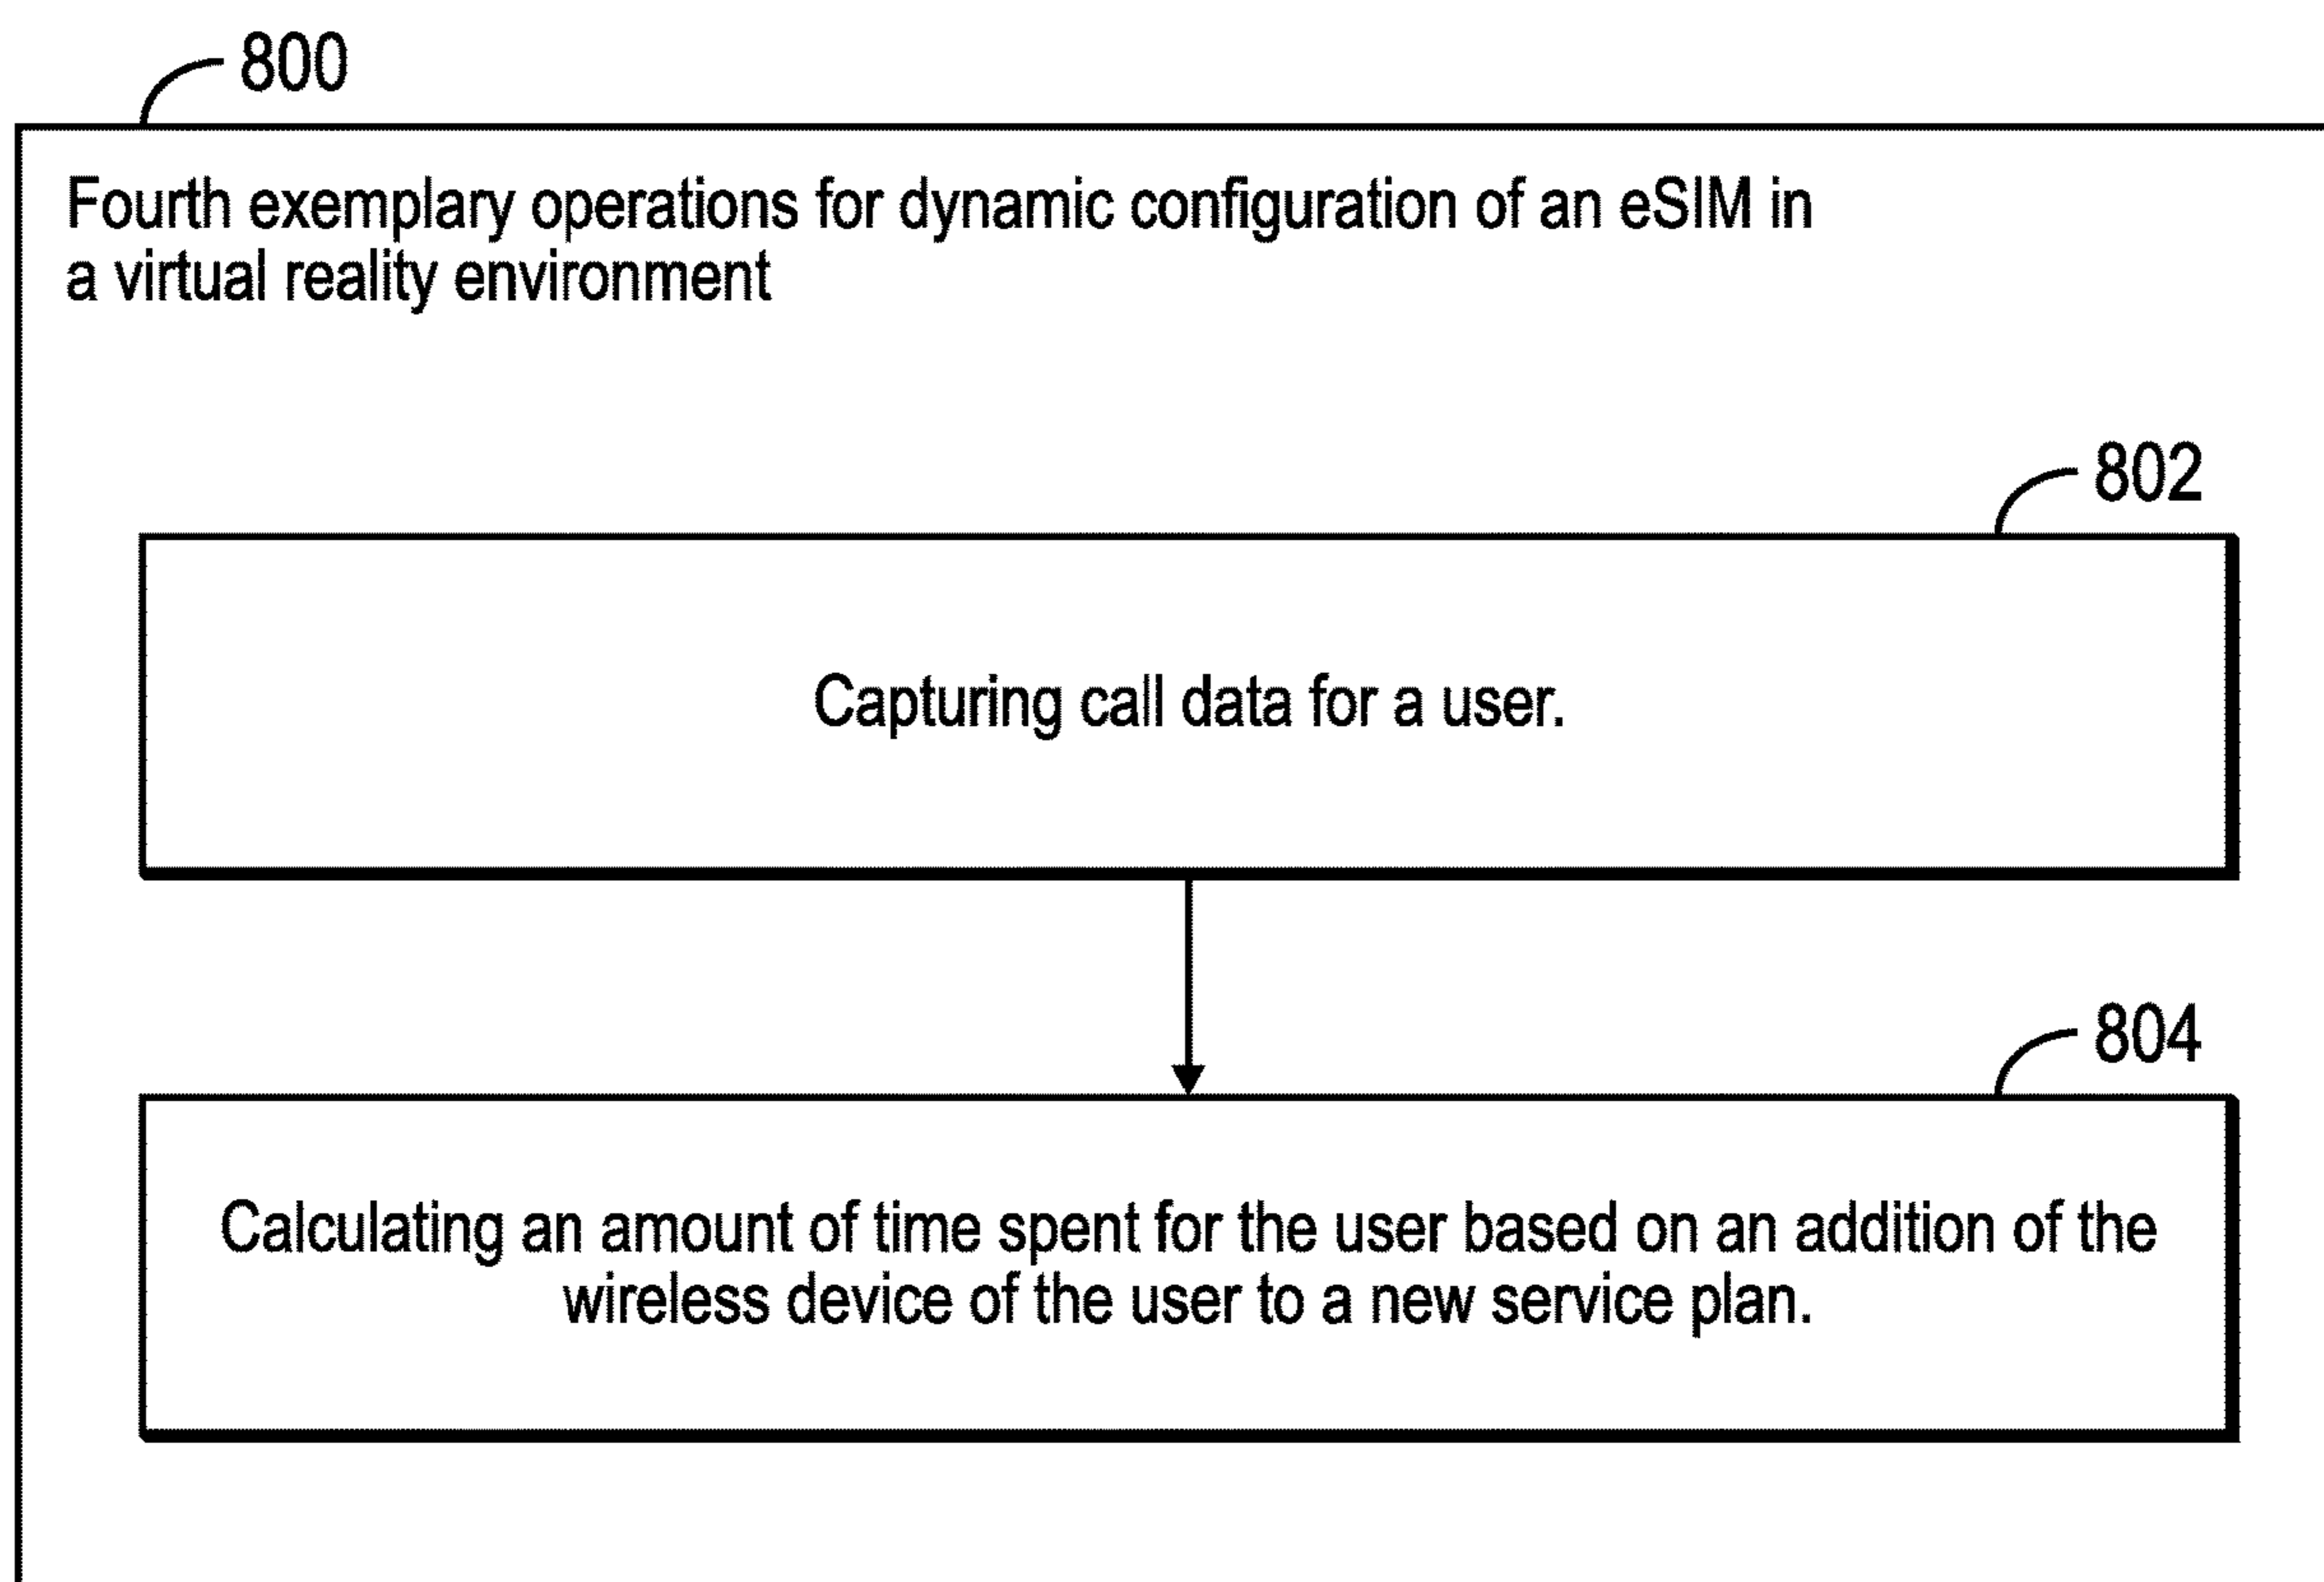 800
Fourth exemplary operations for dynamic configuration of an eSIM in
a virtual reality environment
802
Capturing call data for a user.
804
Calculating an amount of time spent for the user based on an addition of the
wireless device of the user to a new service plan.